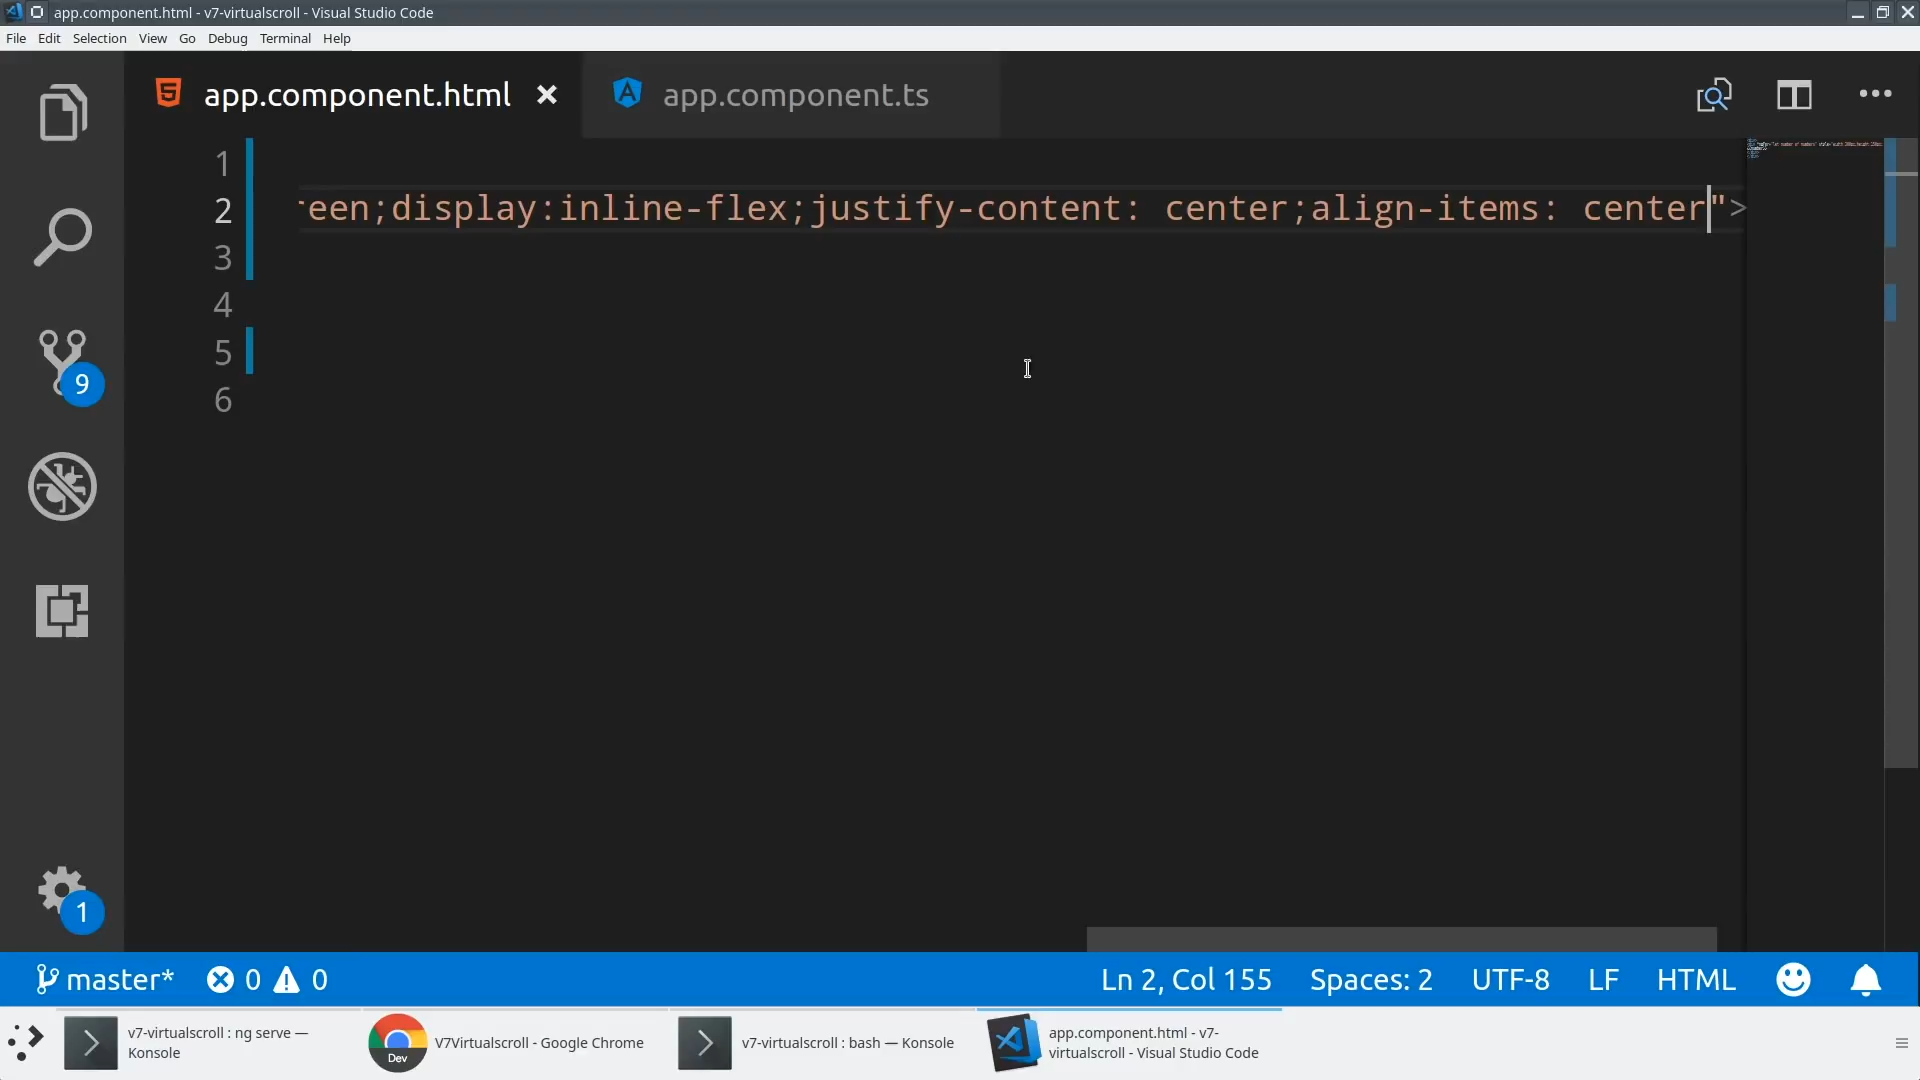 app.component.html - v7-virtualscroll - Visual Studio Code
File Edit Selection View Go Debug Terminal Help
app.component.html app.component.ts
1
2 reen;display:inline-flex;justify-content: center;align-items: center">
3
4
5
6
9
1
master* 0 0 Ln 2, Col 155 Spaces: 2 UTF-8 LF HTML
v7-virtualscroll : ng serve —
Konsole
Dev
V7Virtualscroll - Google Chrome
v7-virtualscroll : bash — Konsole
app.component.html - v7-
virtualscroll - Visual Studio Code